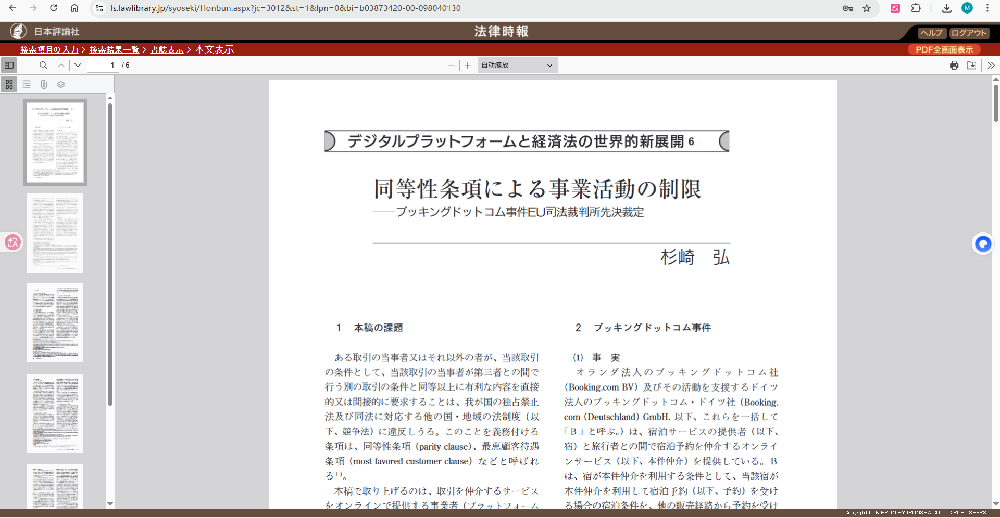 ls.lawlibrary.jp/syoseki/Honbun.aspx?jc=3012&st=1&lpn=0&bi=b03873420-00-098040130
M
日本評論社
法律時報
ヘルプ
ログアウト
検索項目の入力 > 検索結果一覧 > 書誌表示 > 本文表示
PDF全画面表示
1 / 6
自动缩放
デジタルプラットフォームと経済法の世界的新展開 6
同等性条項による事業活動の制限
——ブッキングドットコム事件EU司法裁判所先決裁定
杉崎 弘
1 本稿の課題
ある取引の当事者又はそれ以外の者が、当該取引
の条件として、当該取引の当事者が第三者との間で
行う別の取引の条件と同等以上に有利な内容を直接
的又は間接的に要求することは、我が国の独占禁止
法及び同法に対応する他の国・地域の法制度（以
下、競争法）に違反しうる。このことを義務付ける
条項は、同等性条項（parity clause）、最恵顧客待遇
条項（most favored customer clause）などと呼ばれ
る1)。
本稿で取り上げるのは、取引を仲介するサービス
をオンラインで提供する事業者（プラットフォーム
2 ブッキングドットコム事件
(1) 事 実
オランダ法人のブッキングドットコム社
（Booking.com BV）及びその活動を支援するドイツ
法人のブッキングドットコム・ドイツ社（Booking.
com (Deutschland) GmbH. 以下、これらを一括して
「B」と呼ぶ。）は、宿泊サービスの提供者（以下、
宿）と旅行者との間で宿泊予約を仲介するオンライ
ンサービス（以下、本件仲介）を提供している。B
は、宿が本件仲介を利用する条件として、当該宿が
本件仲介を利用して宿泊予約（以下、予約）を受け
る場合の宿泊条件を、他の販売経路から予約を受け
Copyright(C) NIPPON HYORONSHA CO.,LTD.PUBLISHERS